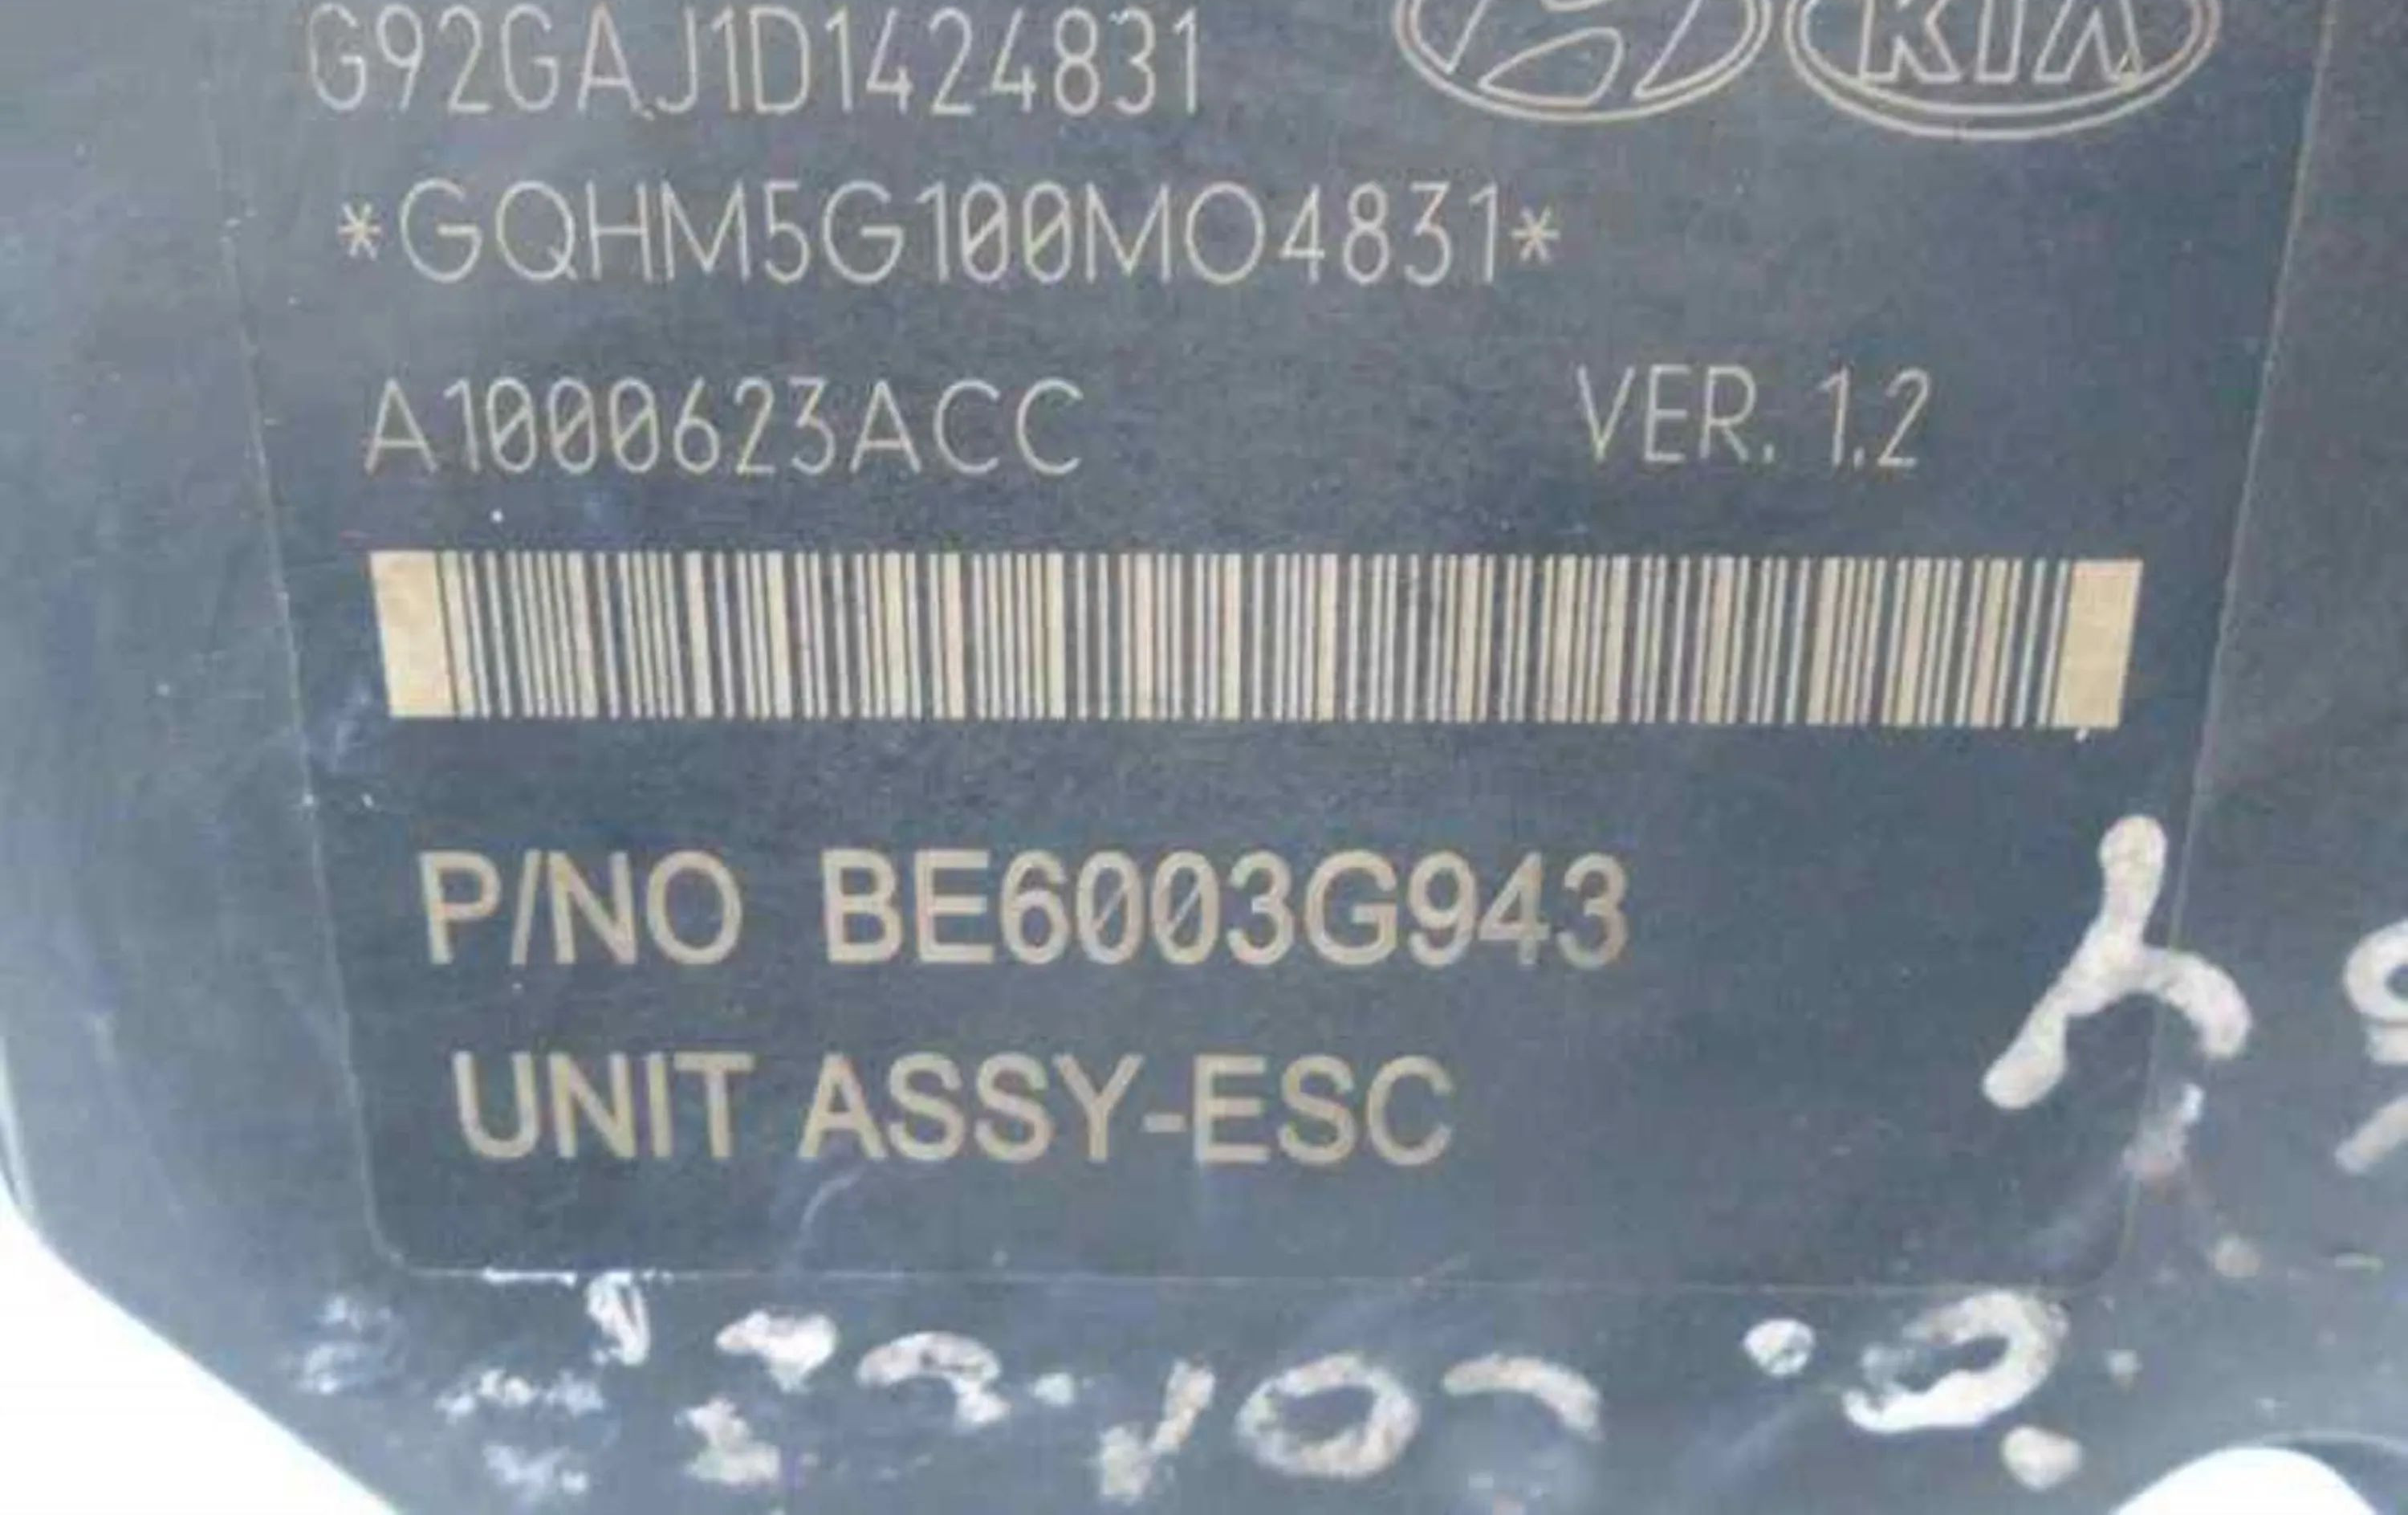 G92GAJ1D1424831
KIA
*GQHM5G100MO4831*
A1000623ACC VER. 1.2
P/NO BE6003G943
UNIT ASSY-ESC